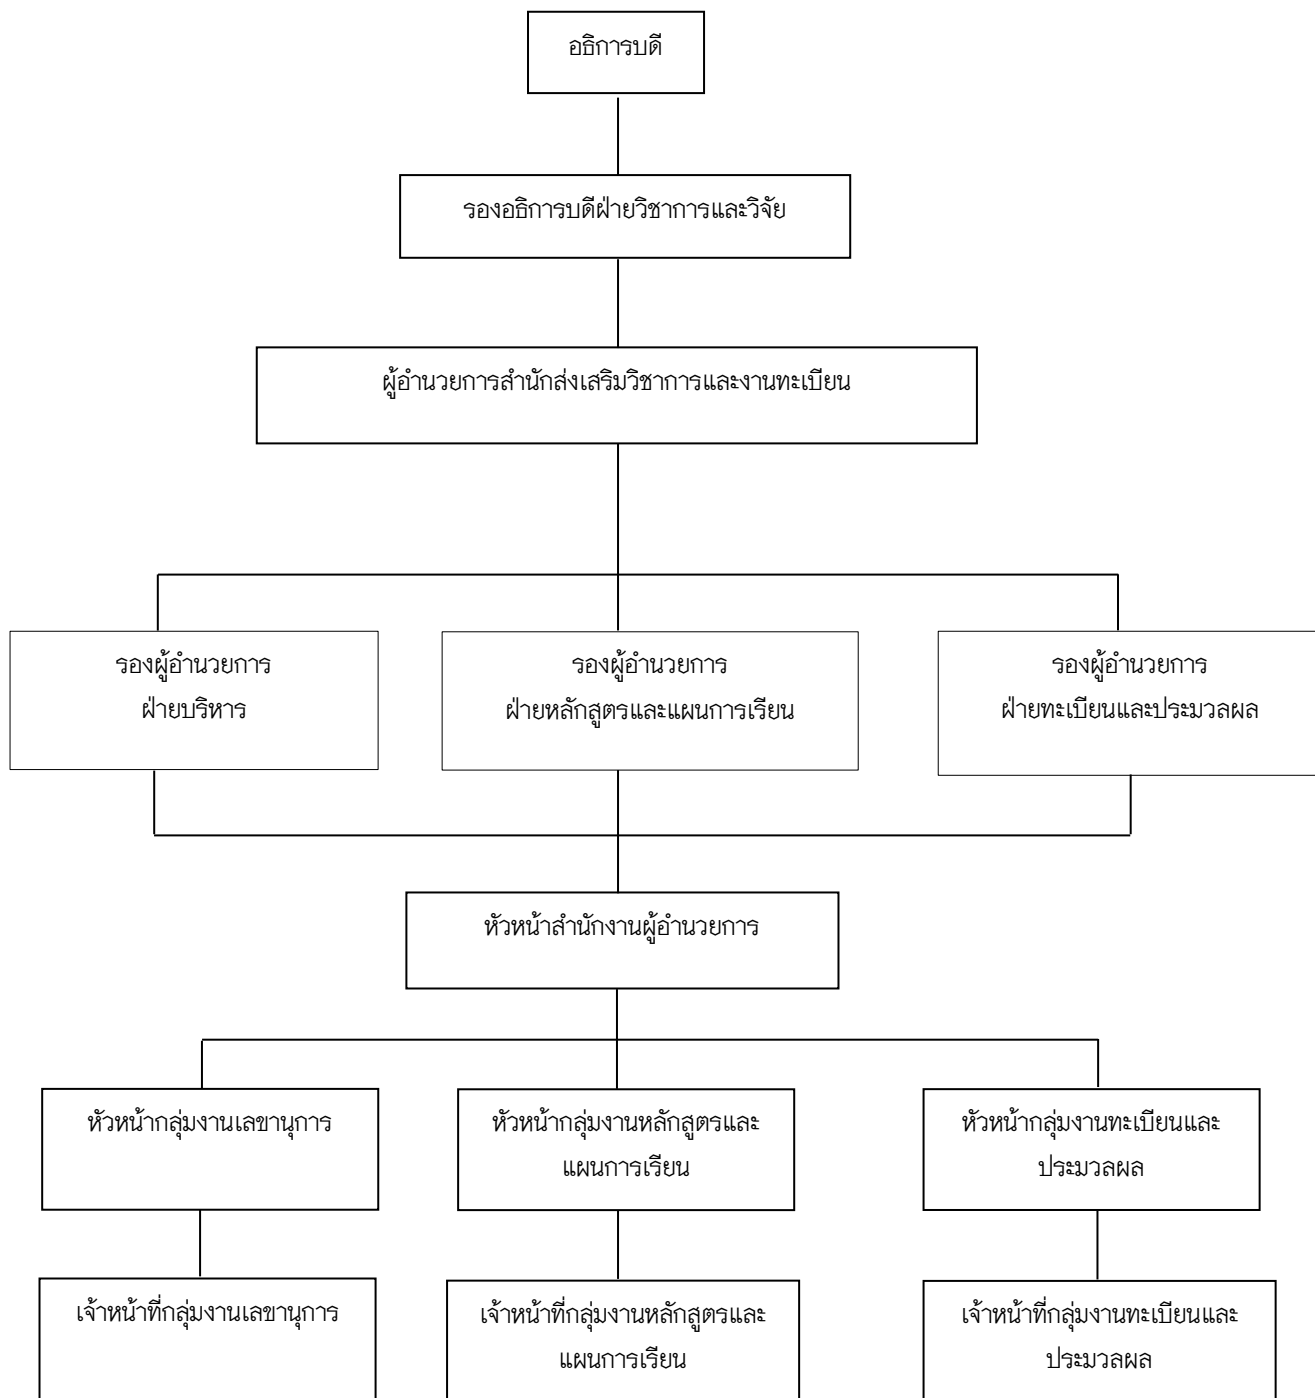 อธิการบดี
รองอธิการบดีฝ่ายวิชาการและวิจัย
ผู้อำนวยการสำนักส่งเสริมวิชาการและงานทะเบียน
รองผู้อำนวยการ
ฝ่ายบริหาร
รองผู้อำนวยการ
ฝ่ายหลักสูตรและแผนการเรียน
รองผู้อำนวยการ
ฝ่ายทะเบียนและประมวลผล
หัวหน้าสำนักงานผู้อำนวยการ
หัวหน้ากลุ่มงานเลขานุการ
หัวหน้ากลุ่มงานหลักสูตรและ
แผนการเรียน
หัวหน้ากลุ่มงานทะเบียนและ
ประมวลผล
เจ้าหน้าที่กลุ่มงานเลขานุการ
เจ้าหน้าที่กลุ่มงานหลักสูตรและ
แผนการเรียน
เจ้าหน้าที่กลุ่มงานทะเบียนและ
ประมวลผล